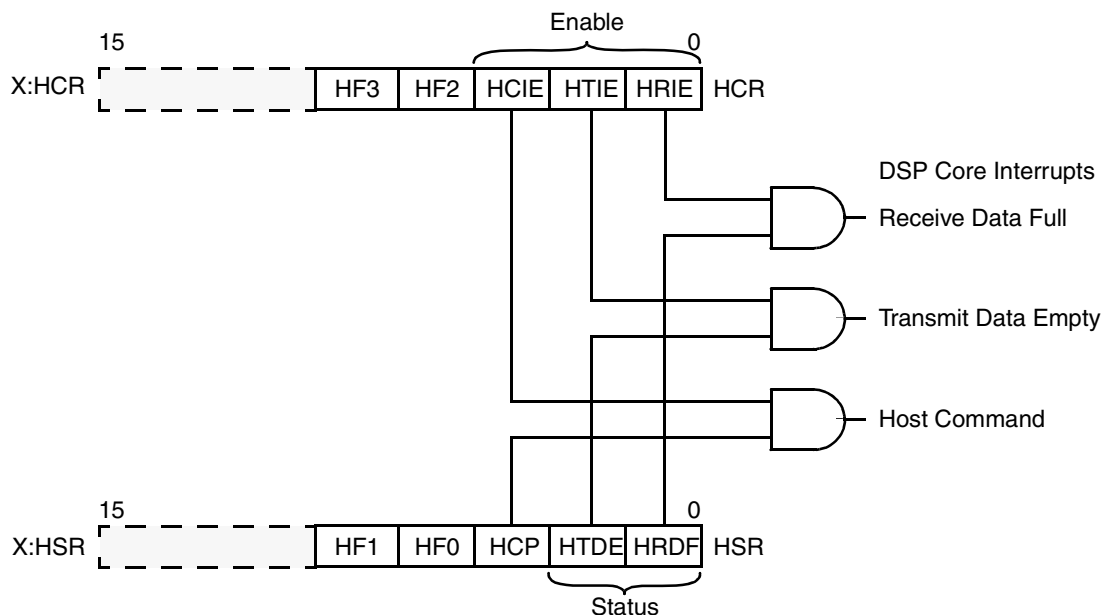 Enable
15 0
X:HCR HF3 HF2 HCIE HTIE HRIE HCR
DSP Core Interrupts
Receive Data Full
Transmit Data Empty
Host Command
15 0
X:HSR HF1 HF0 HCP HTDE HRDF HSR
Status